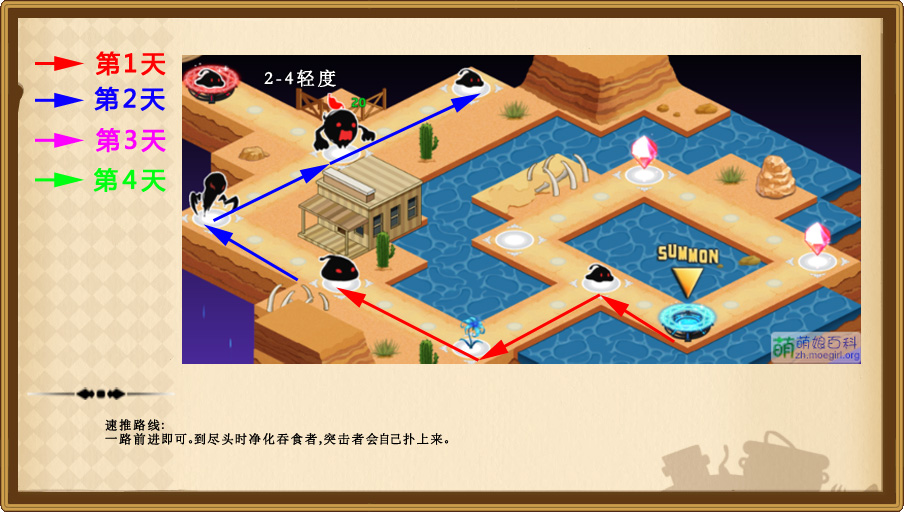 第1天
第2天
第3天
第4天
2-4轻度
20
SUMMON
萌 萌娘百科
zh.moegirl.org
速推路线:
一路前进即可。到尽头时净化吞食者,突击者会自己扑上来。